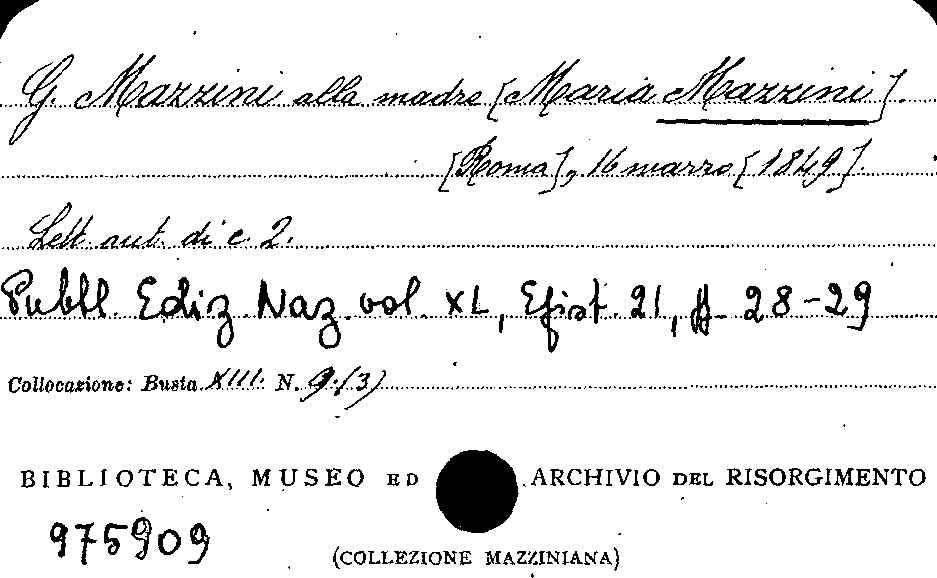 G. Mazzini alla madre [Maria Mazzini].
[Roma], 16 marzo [1849].
Lett. aut. di c. 2.
Pubbl. Ediz. Naz. vol. XL, Epist. 21, pp. 28-29
Collocazione: Busta XIII. N. 9.(3)
BIBLIOTECA, MUSEO ED ARCHIVIO DEL RISORGIMENTO
975909
(COLLEZIONE MAZZINIANA)